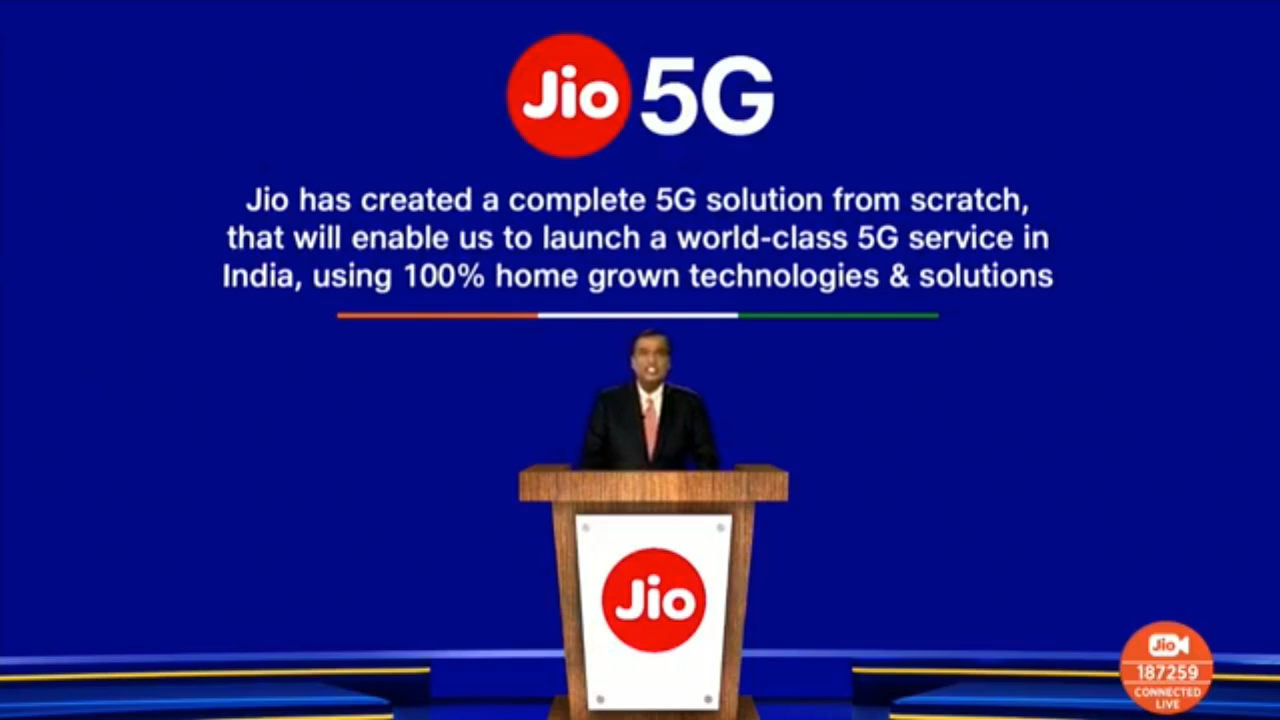 Jio 5G
Jio has created a complete 5G solution from scratch,
that will enable us to launch a world-class 5G service in
India, using 100% home grown technologies & solutions
Jio
Jio
187259
CONNECTED
LIVE